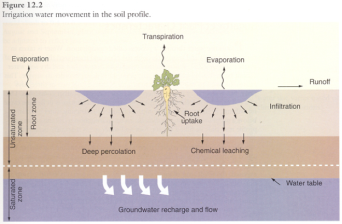 Figure 12.2
Irrigation water movement in the soil profile.
Transpiration
Evaporation
Evaporation
Runoff
Infiltration
Unsaturated
zone
Root zone
Root
uptake
Deep percolation
Chemical leaching
Water table
Saturated
zone
Groundwater recharge and flow